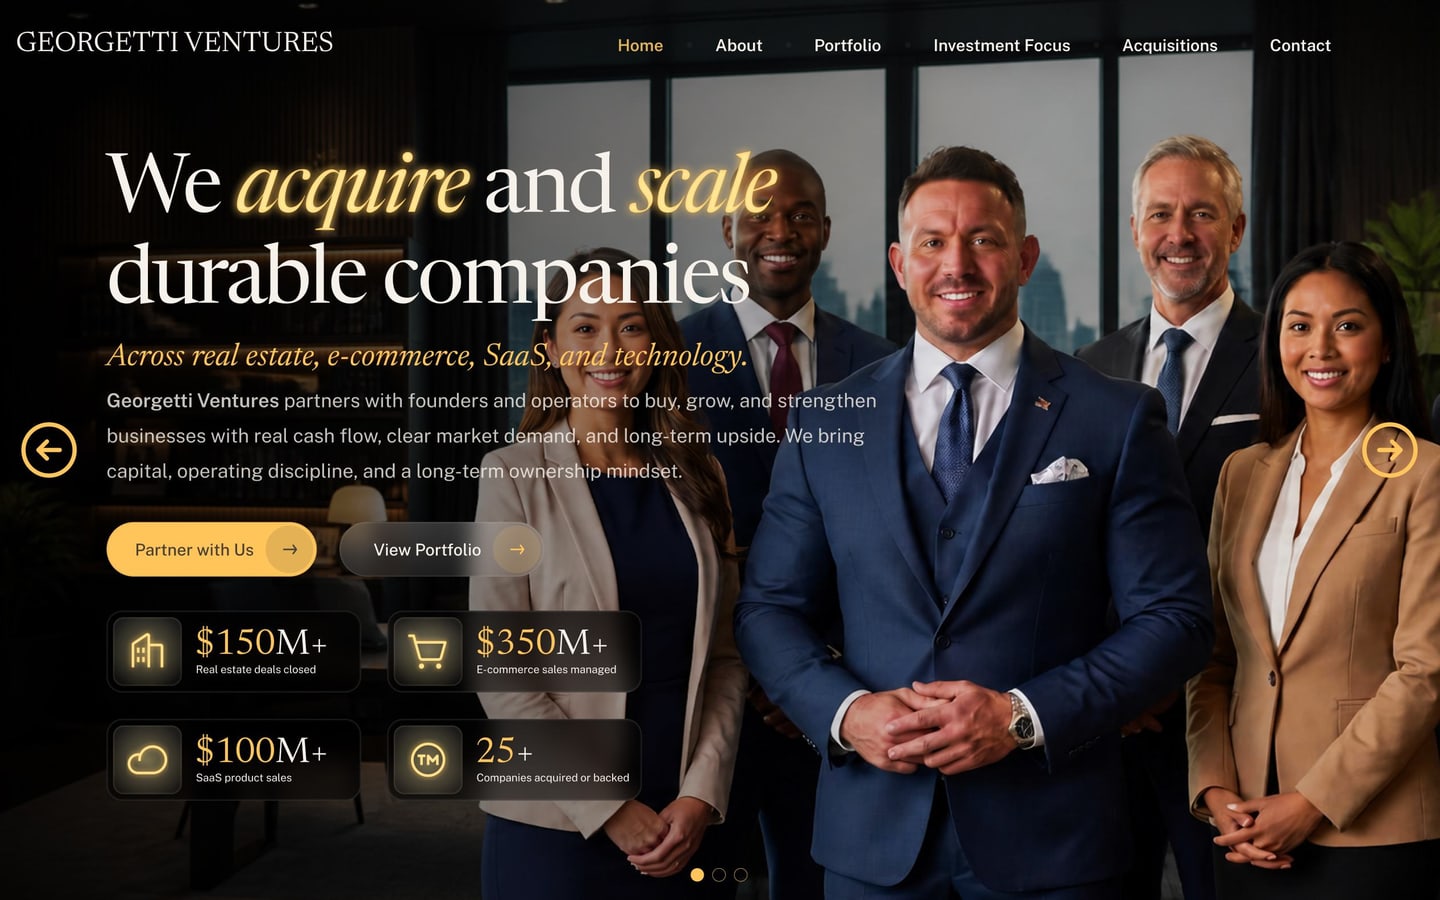 GEORGETTI VENTURES
Home
About
Portfolio
Investment Focus
Acquisitions
Contact
We acquire and scale
durable companies
Across real estate, e-commerce, SaaS, and technology.
Georgetti Ventures partners with founders and operators to buy, grow, and strengthen
businesses with real cash flow, clear market demand, and long-term upside. We bring
capital, operating discipline, and a long-term ownership mindset.
Partner with Us →
View Portfolio →
$150M+
Real estate deals closed
$350M+
E-commerce sales managed
$100M+
SaaS product sales
TM
25+
Companies acquired or backed